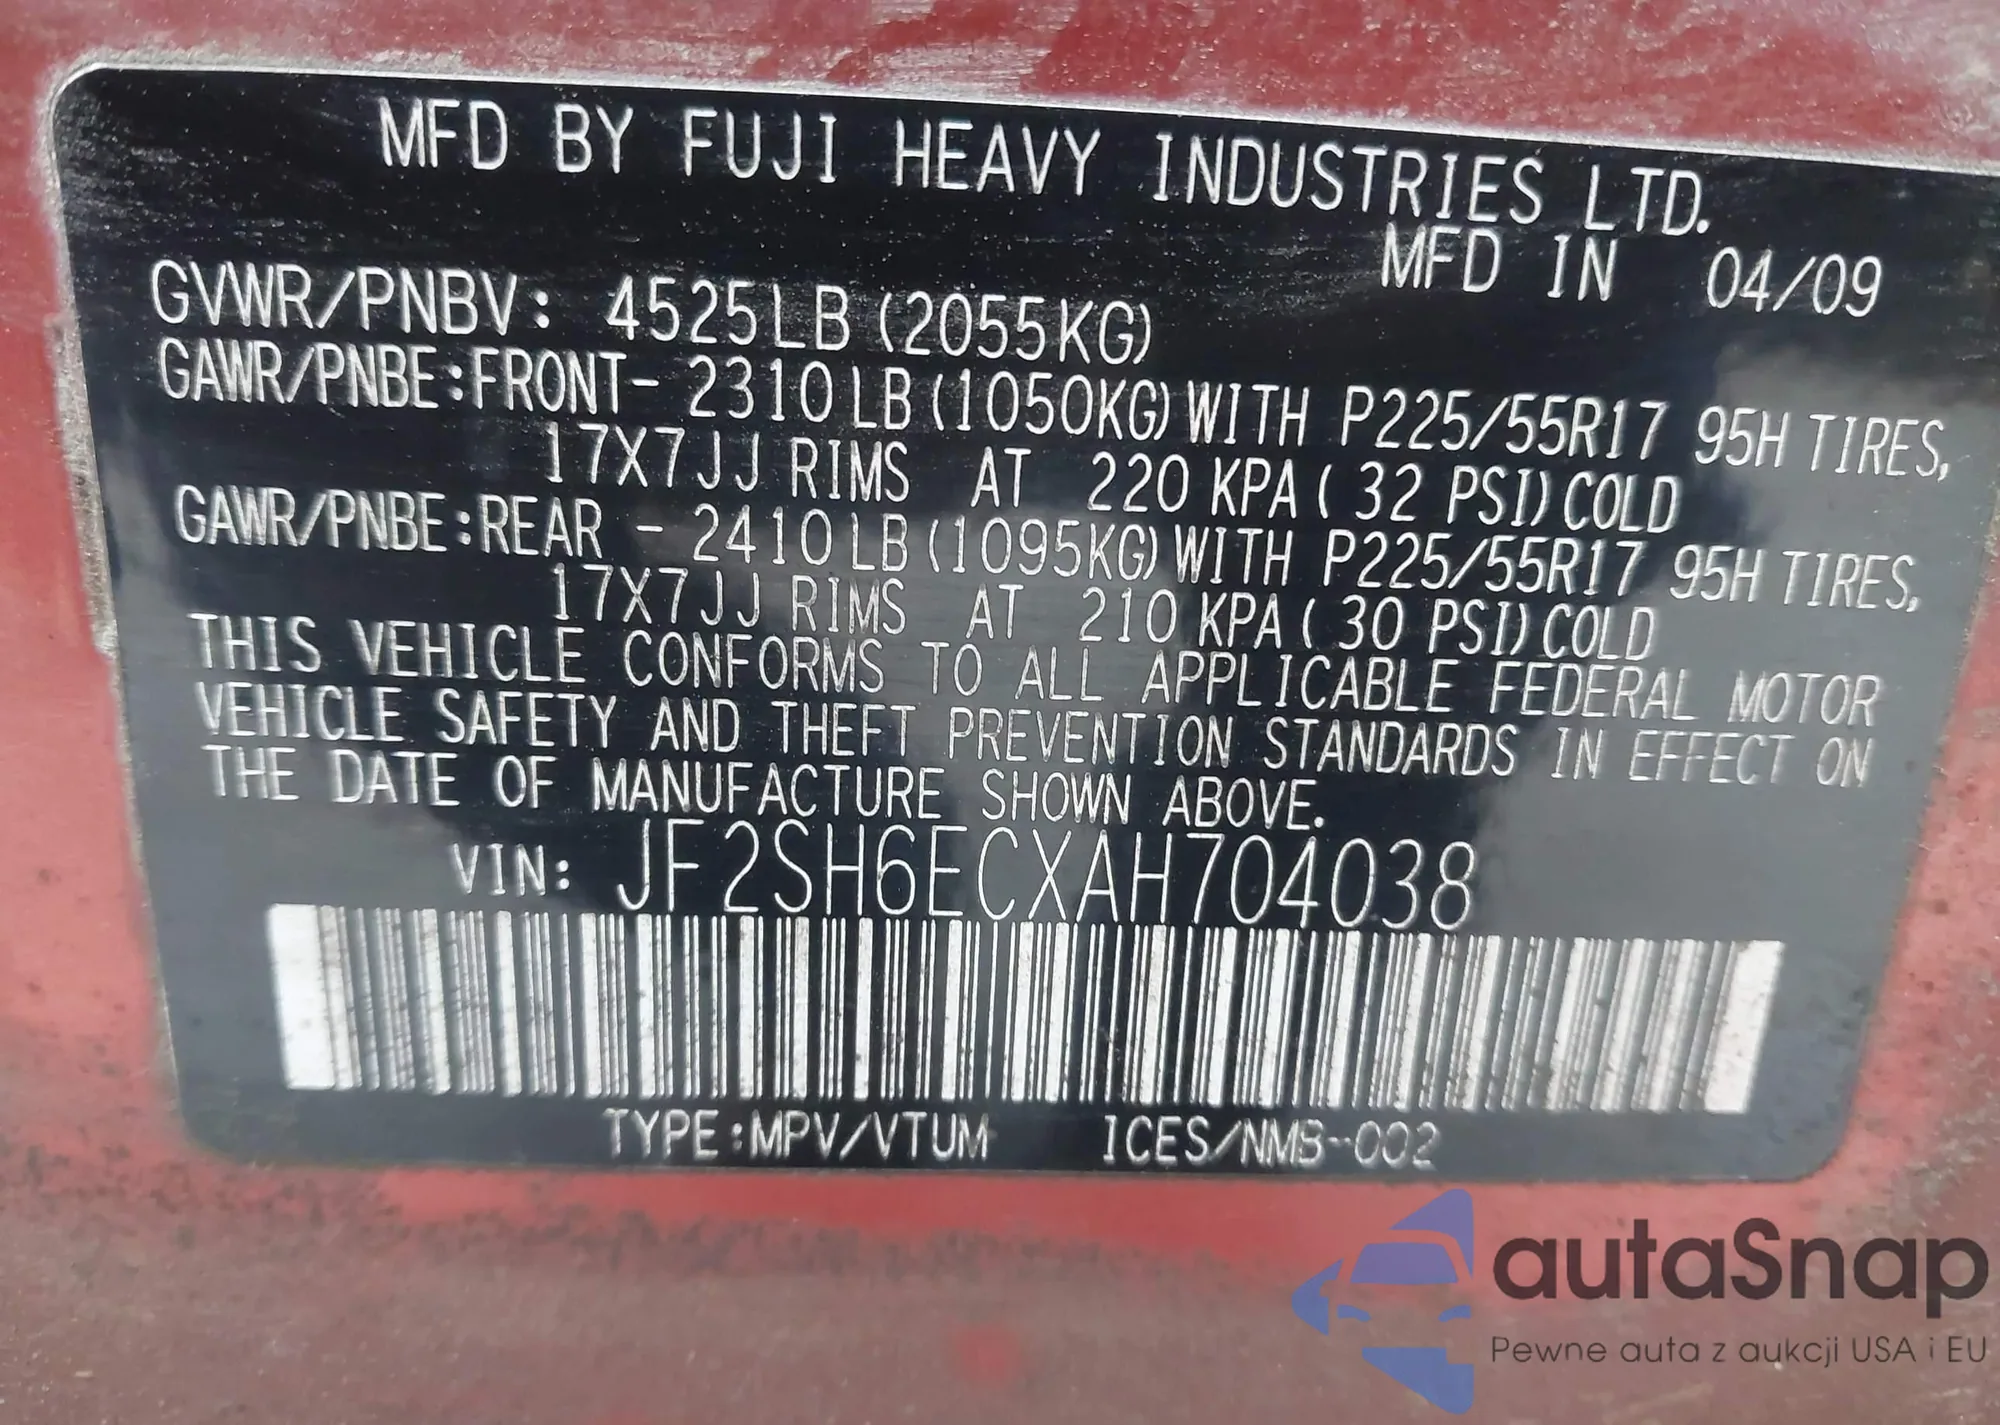 MFD BY FUJI HEAVY INDUSTRIES LTD.
MFD IN 04/09
GVWR/PNBV: 4525LB (2055KG)
GAWR/PNBE:FRONT- 2310LB(1050KG)WITH P225/55R17 95H TIRES,
17X7JJ RIMS AT 220 KPA( 32 PSI)COLD
GAWR/PNBE:REAR - 2410LB(1095KG)WITH P225/55R17 95H TIRES,
17X7JJ RIMS AT 210 KPA( 30 PSI)COLD
THIS VEHICLE CONFORMS TO ALL APPLICABLE FEDERAL MOTOR
VEHICLE SAFETY AND THEFT PREVENTION STANDARDS IN EFFECT ON
THE DATE OF MANUFACTURE SHOWN ABOVE.
VIN: JF2SH6ECXAH704038
TYPE:MPV/VTUM ICES/NMB-002
autaSnap
Pewne auta z aukcji USA i EU